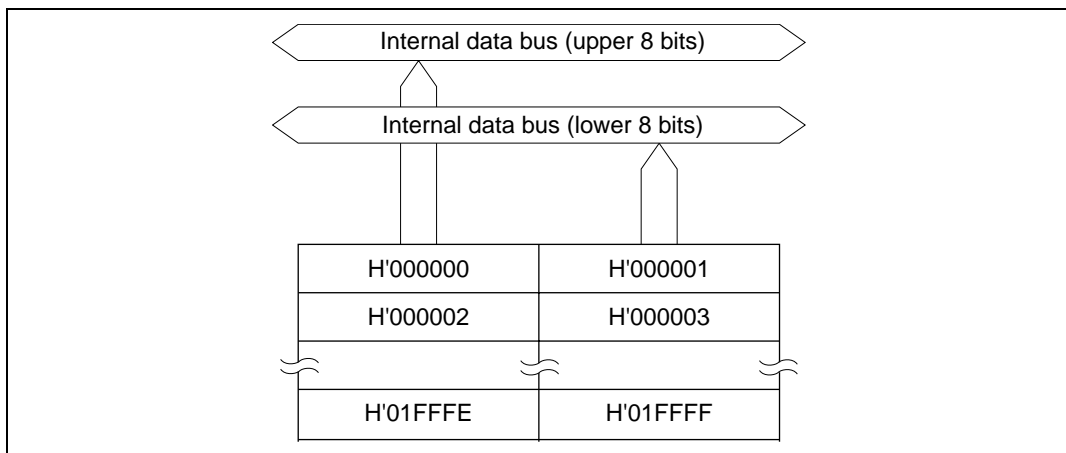 Internal data bus (upper 8 bits)
Internal data bus (lower 8 bits)
H'000000 H'000001
H'000002 H'000003
H'01FFFE H'01FFFF